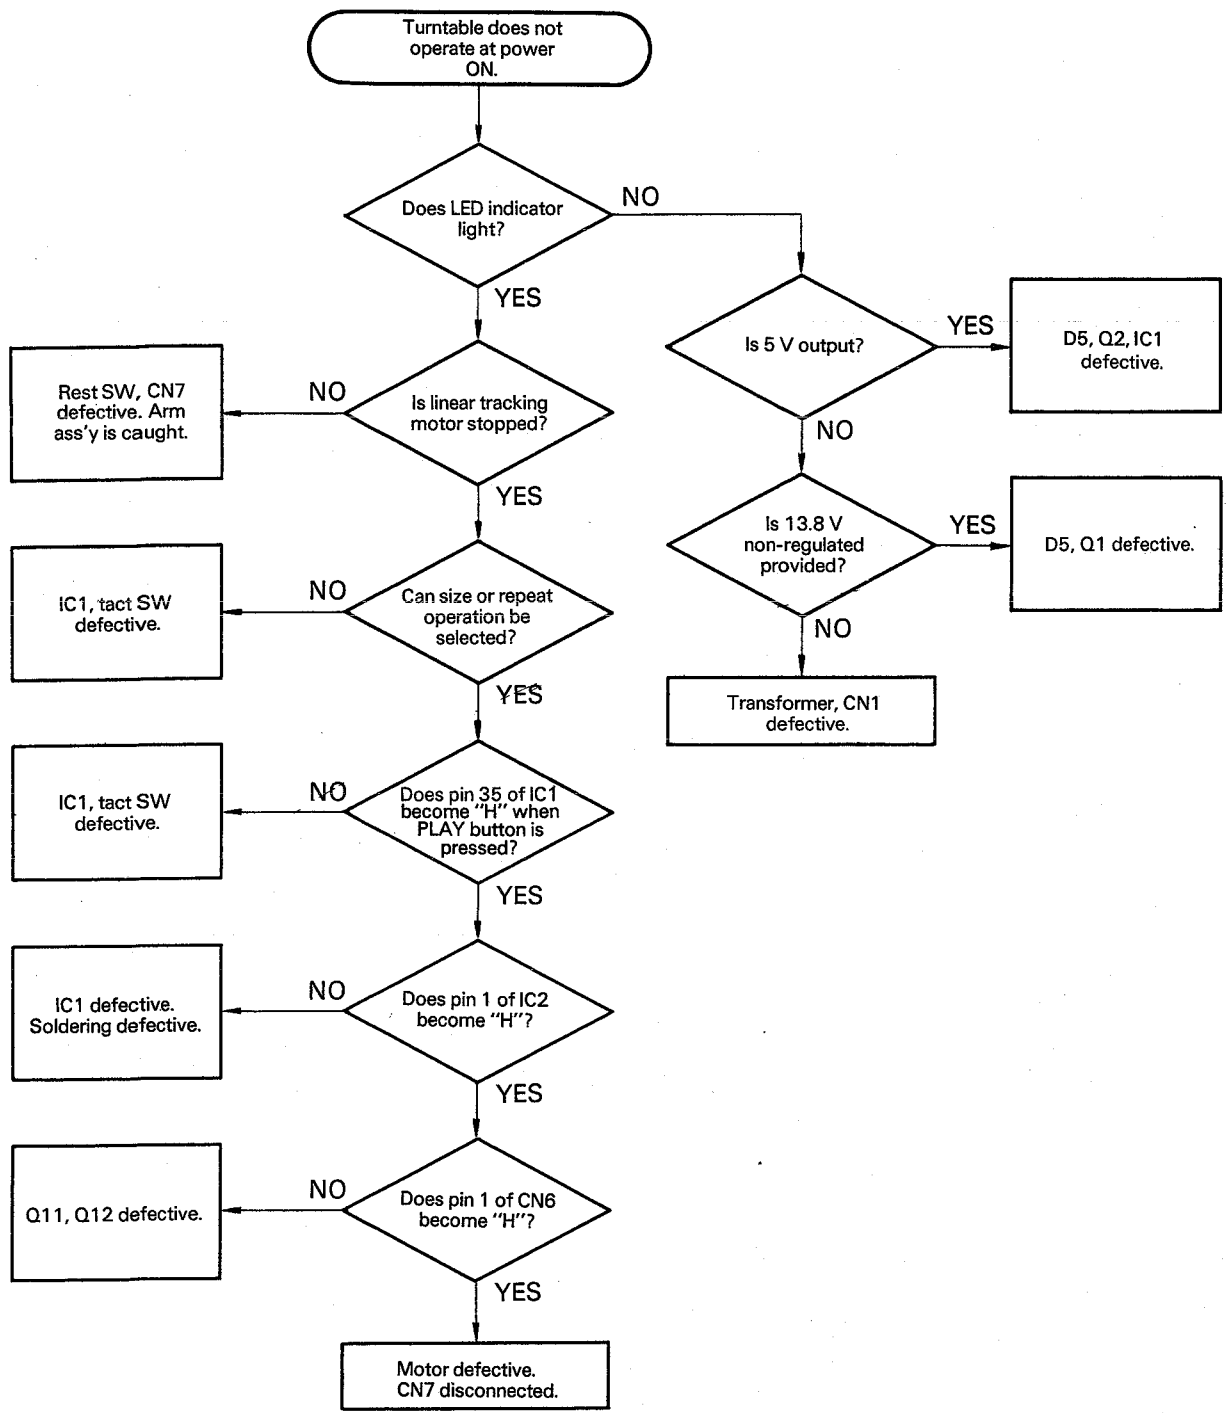 Turntable does not
operate at power
ON.
Does LED indicator
light?
NO
YES
Is 5 V output?
YES
D5, Q2, IC1
defective.
NO
Is linear tracking
motor stopped?
NO
Rest SW, CN7
defective. Arm
ass'y is caught.
YES
Is 13.8 V
non-regulated
provided?
YES
D5, Q1 defective.
NO
Transformer, CN1
defective.
Can size or repeat
operation be
selected?
NO
IC1, tact SW
defective.
YES
Does pin 35 of IC1
become "H" when
PLAY button is
pressed?
NO
IC1, tact SW
defective.
YES
Does pin 1 of IC2
become "H"?
NO
IC1 defective.
Soldering defective.
YES
Does pin 1 of CN6
become "H"?
NO
Q11, Q12 defective.
YES
Motor defective.
CN7 disconnected.